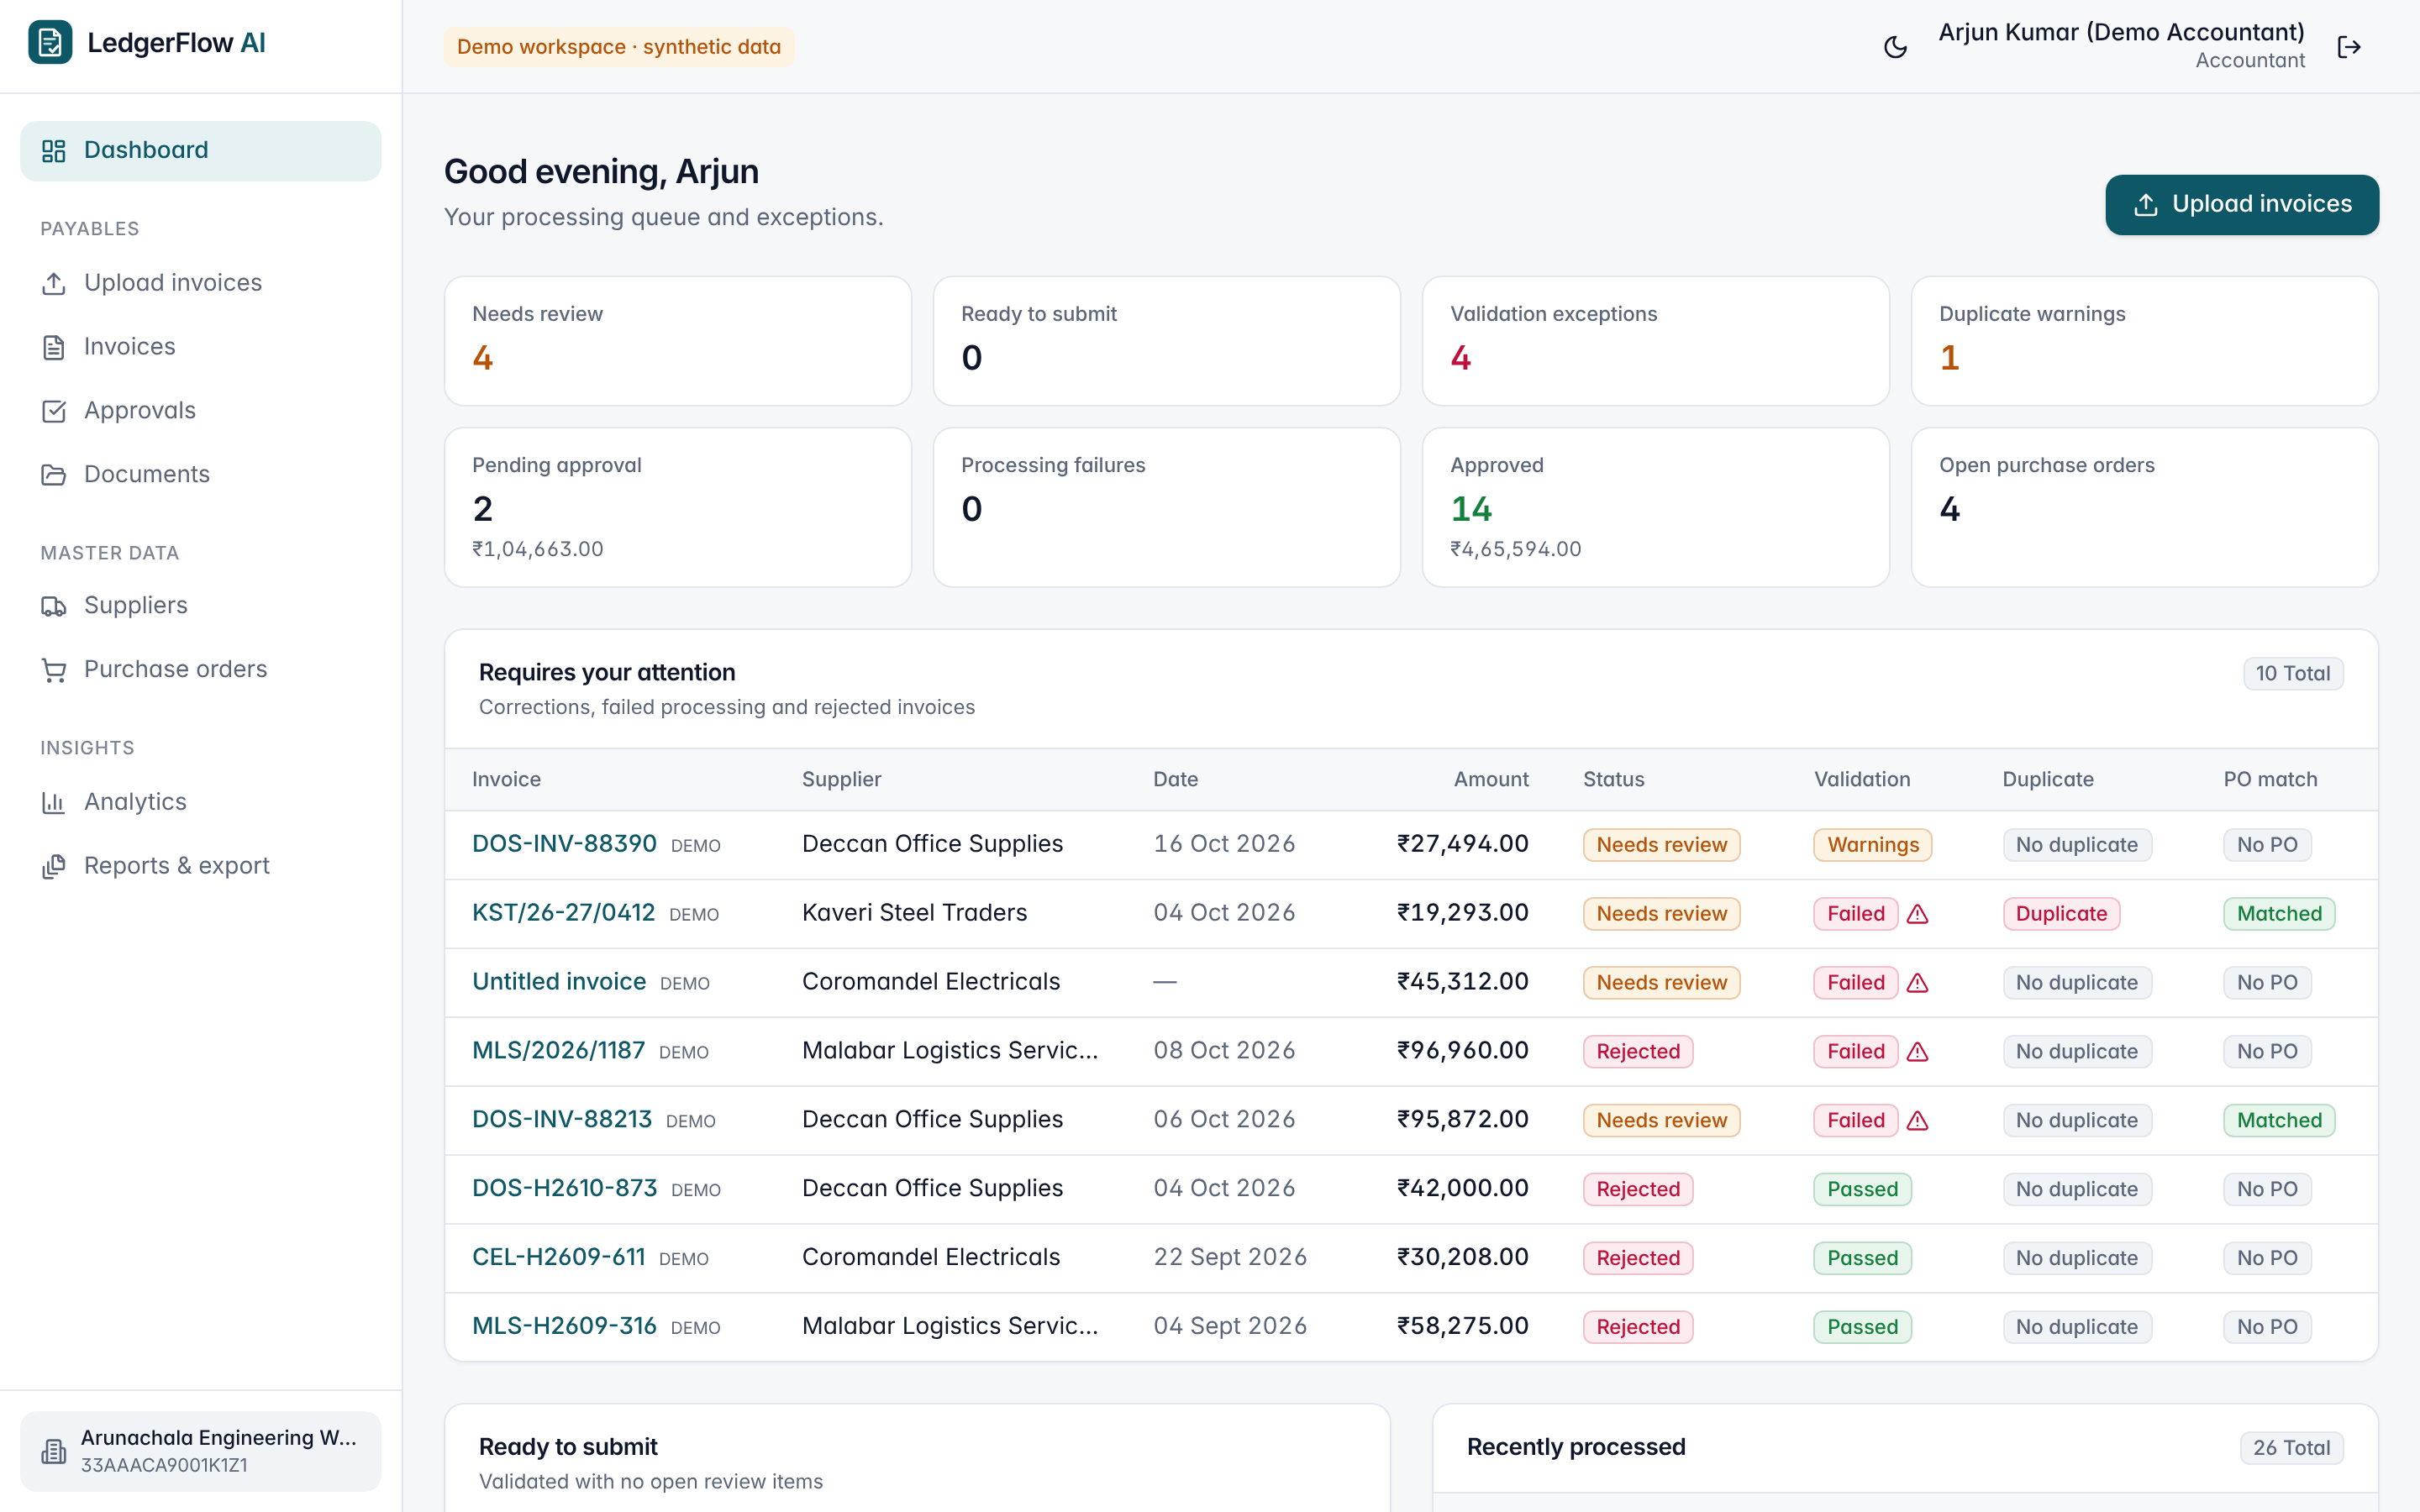 LedgerFlow AI
Demo workspace · synthetic data
Arjun Kumar (Demo Accountant)
Accountant
Dashboard
PAYABLES
Upload invoices
Invoices
Approvals
Documents
MASTER DATA
Suppliers
Purchase orders
INSIGHTS
Analytics
Reports & export
Arunachala Engineering W...
33AAACA9001K1Z1
Good evening, Arjun
Your processing queue and exceptions.
Upload invoices
Needs review
4
Ready to submit
0
Validation exceptions
4
Duplicate warnings
1
Pending approval
2
₹1,04,663.00
Processing failures
0
Approved
14
₹4,65,594.00
Open purchase orders
4
Requires your attention
10 Total
Corrections, failed processing and rejected invoices
Invoice Supplier Date Amount Status Validation Duplicate PO match
DOS-INV-88390 DEMO Deccan Office Supplies 16 Oct 2026 ₹27,494.00 Needs review Warnings No duplicate No PO
KST/26-27/0412 DEMO Kaveri Steel Traders 04 Oct 2026 ₹19,293.00 Needs review Failed Duplicate Matched
Untitled invoice DEMO Coromandel Electricals — ₹45,312.00 Needs review Failed No duplicate No PO
MLS/2026/1187 DEMO Malabar Logistics Servic... 08 Oct 2026 ₹96,960.00 Rejected Failed No duplicate No PO
DOS-INV-88213 DEMO Deccan Office Supplies 06 Oct 2026 ₹95,872.00 Needs review Failed No duplicate Matched
DOS-H2610-873 DEMO Deccan Office Supplies 04 Oct 2026 ₹42,000.00 Rejected Passed No duplicate No PO
CEL-H2609-611 DEMO Coromandel Electricals 22 Sept 2026 ₹30,208.00 Rejected Passed No duplicate No PO
MLS-H2609-316 DEMO Malabar Logistics Servic... 04 Sept 2026 ₹58,275.00 Rejected Passed No duplicate No PO
Ready to submit
Validated with no open review items
Recently processed
26 Total